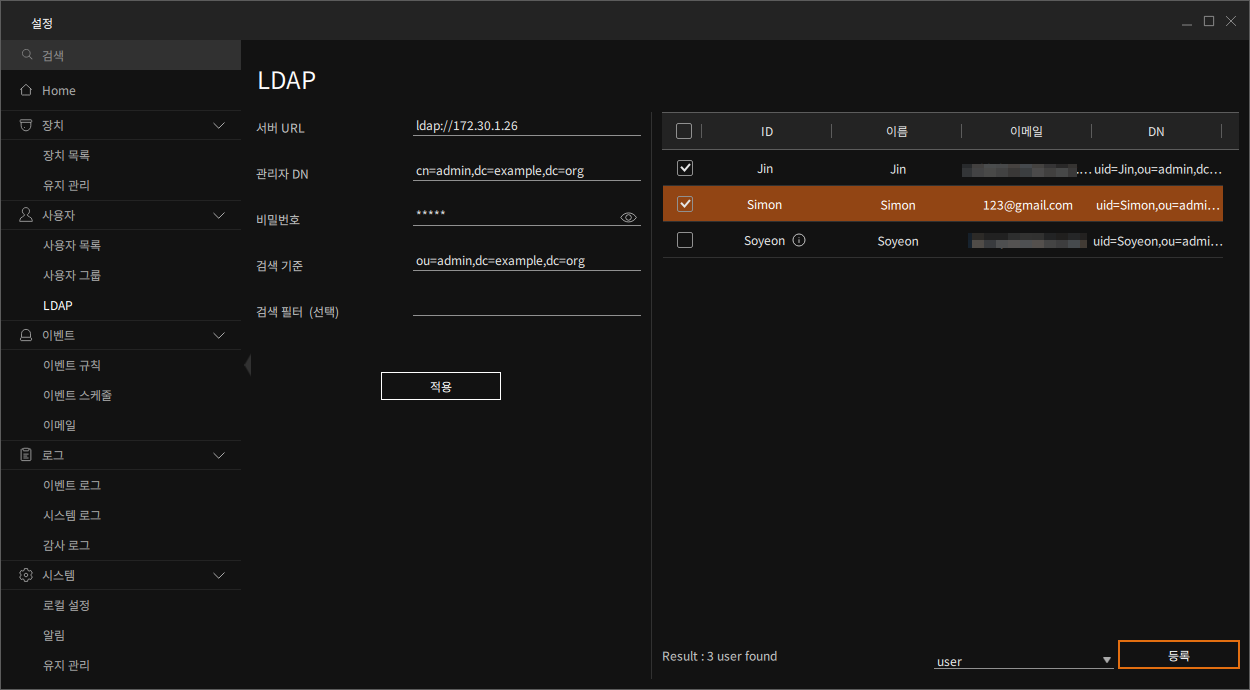 설정
검색
Home
장치
장치 목록
유지 관리
사용자
사용자 목록
사용자 그룹
LDAP
이벤트
이벤트 규칙
이벤트 스케줄
이메일
로그
이벤트 로그
시스템 로그
감사 로그
시스템
로컬 설정
알림
유지 관리
LDAP
서버 URL ldap://172.30.1.26
관리자 DN cn=admin,dc=example,dc=org
비밀번호 *****
검색 기준 ou=admin,dc=example,dc=org
검색 필터 (선택)
적용
ID 이름 이메일 DN
Jin Jin ... uid=Jin,ou=admin,dc...
Simon Simon 123@gmail.com uid=Simon,ou=admi...
Soyeon Soyeon uid=Soyeon,ou=admi...
Result : 3 user found user 등록